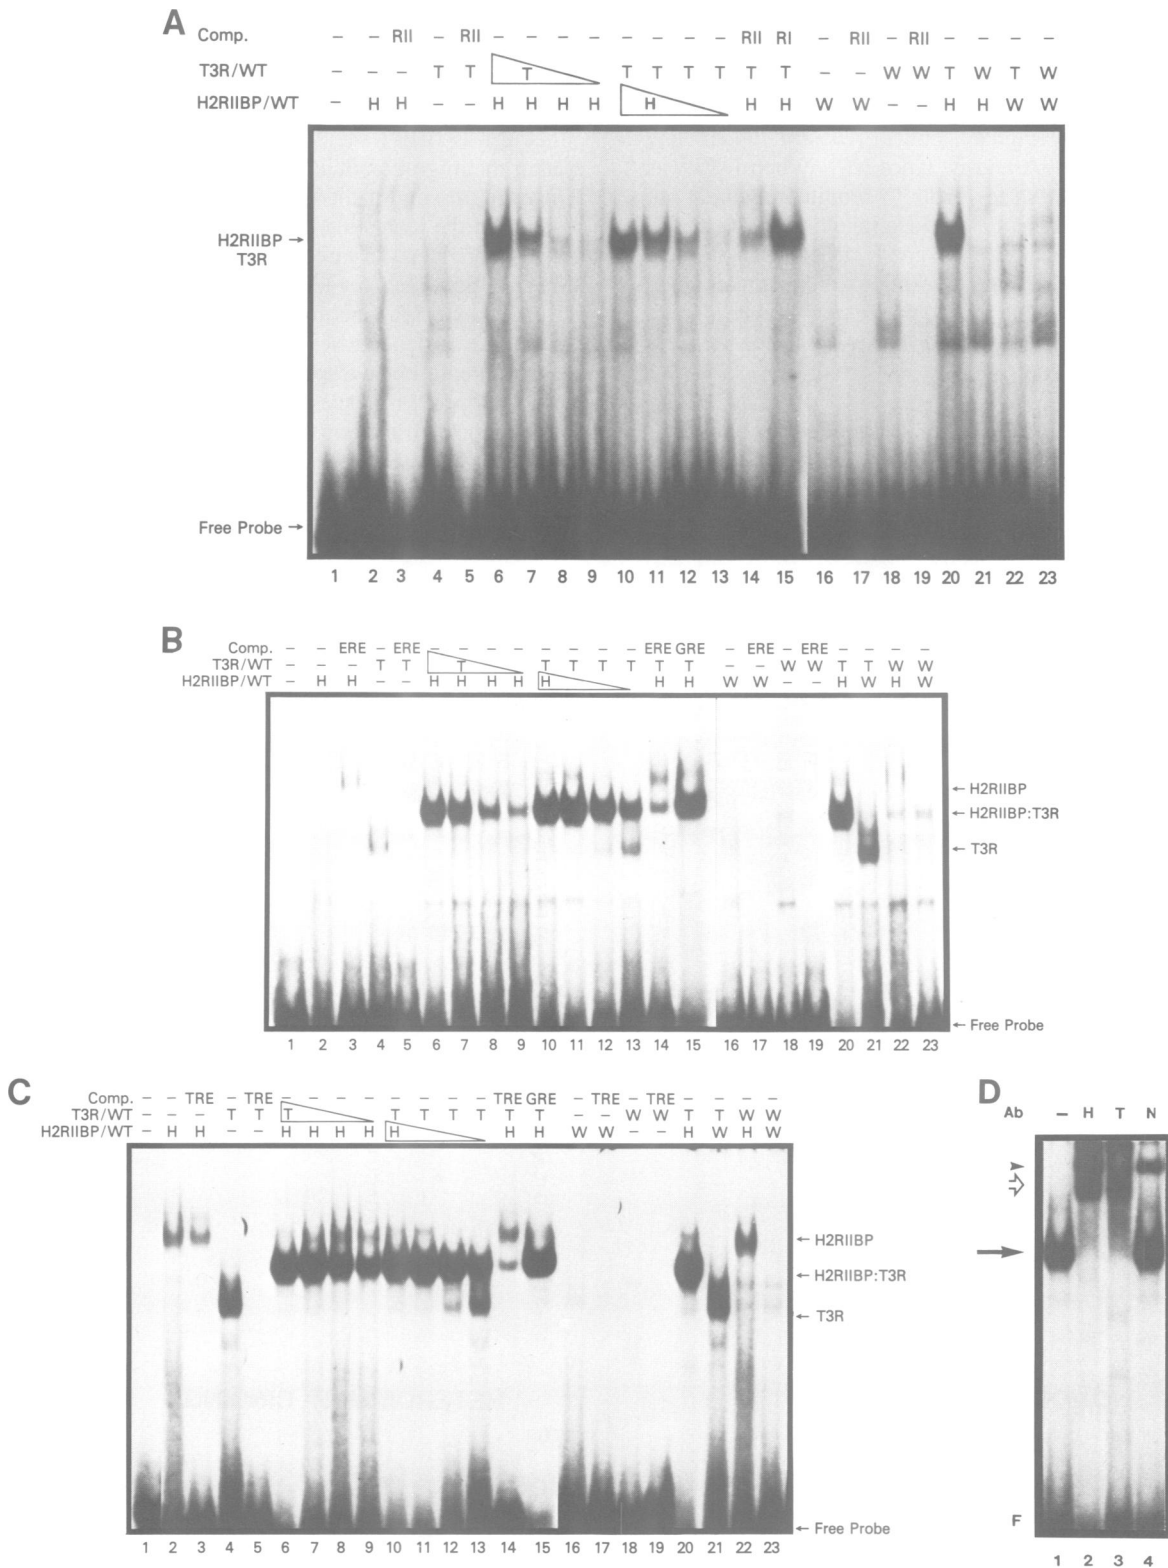 A
Comp. – – RII – RII – – – – – – – – RII RI – RII – RII – – – –
T3R/WT – – – T T T T T T T T T – – W W T W T W
H2RIIBP/WT – H H – – H H H H H H H W W – – H H W W
H2RIIBP →
T3R
Free Probe →
1 2 3 4 5 6 7 8 9 10 11 12 13 14 15 16 17 18 19 20 21 22 23
B
Comp. – – ERE – ERE – – – – – – – – ERE GRE – ERE – ERE – – – –
T3R/WT – – – T T T T T T T T T – – W W T T W W
H2RIIBP/WT – H H – – H H H H H H H W W – – H W H W
← H2RIIBP
← H2RIIBP:T3R
← T3R
← Free Probe
1 2 3 4 5 6 7 8 9 10 11 12 13 14 15 16 17 18 19 20 21 22 23
C
Comp. – – TRE – TRE – – – – – – – – TRE GRE – TRE – TRE – – – –
T3R/WT – – – T T T T T T T T T – – W W T T W W
H2RIIBP/WT – H H – – H H H H H H H W W – – H W H W
← H2RIIBP
← H2RIIBP:T3R
← T3R
← Free Probe
1 2 3 4 5 6 7 8 9 10 11 12 13 14 15 16 17 18 19 20 21 22 23
D
Ab – H T N
F
1 2 3 4